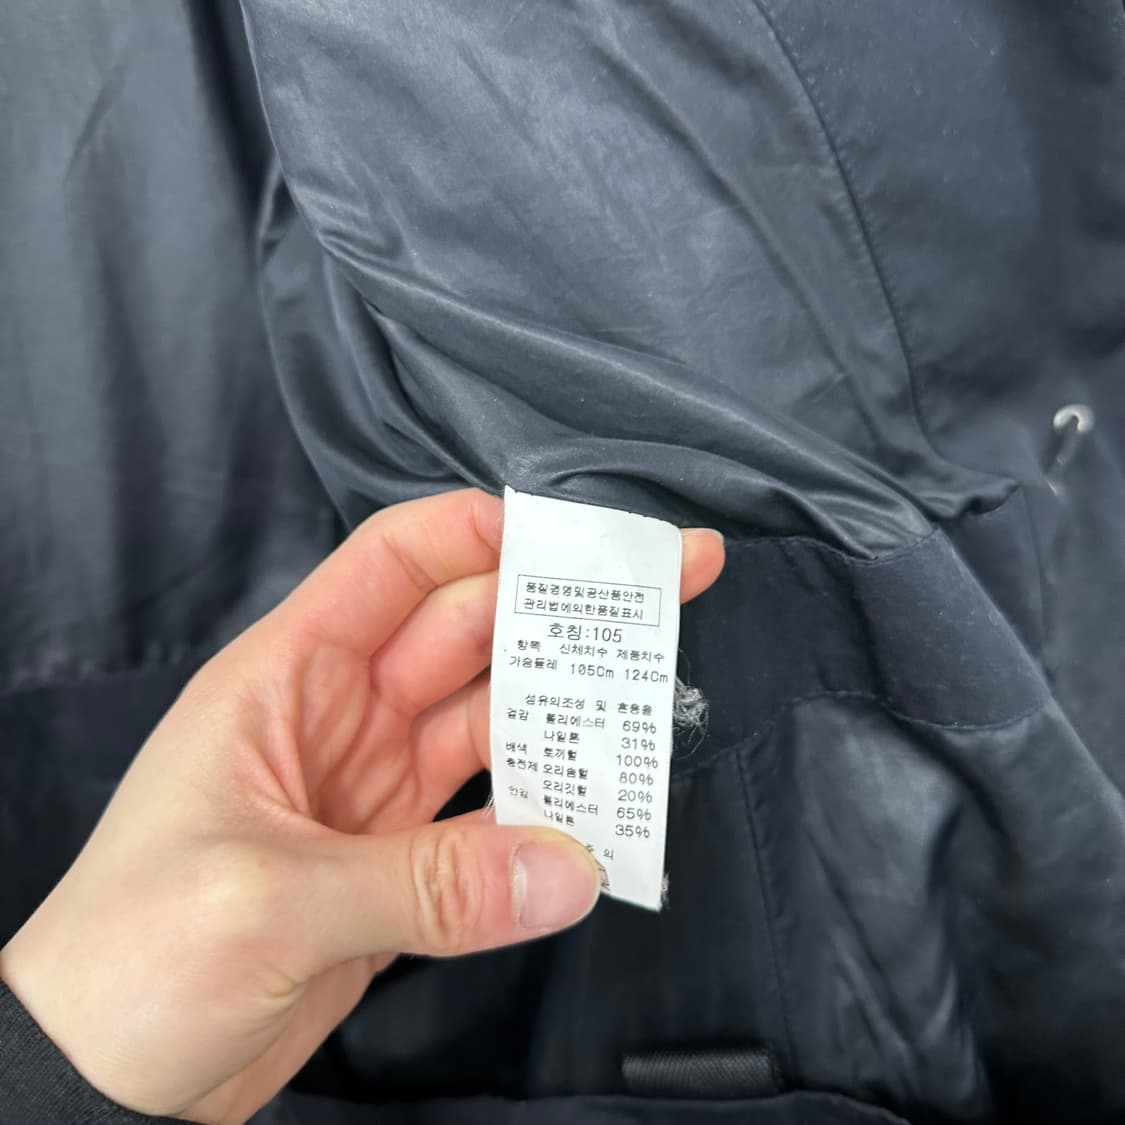 품질경영및공산품안전
관리법에의한품질표시
호칭:105
항목 신체치수 제품치수
가슴둘레 105Cm 124Cm
섬유의조성 및 혼용율
겉감 폴리에스터 69%
나일론 31%
배색 토끼털 100%
충전제 오리솜털 80%
오리깃털 20%
안감 폴리에스터 65%
나일론 35%
의